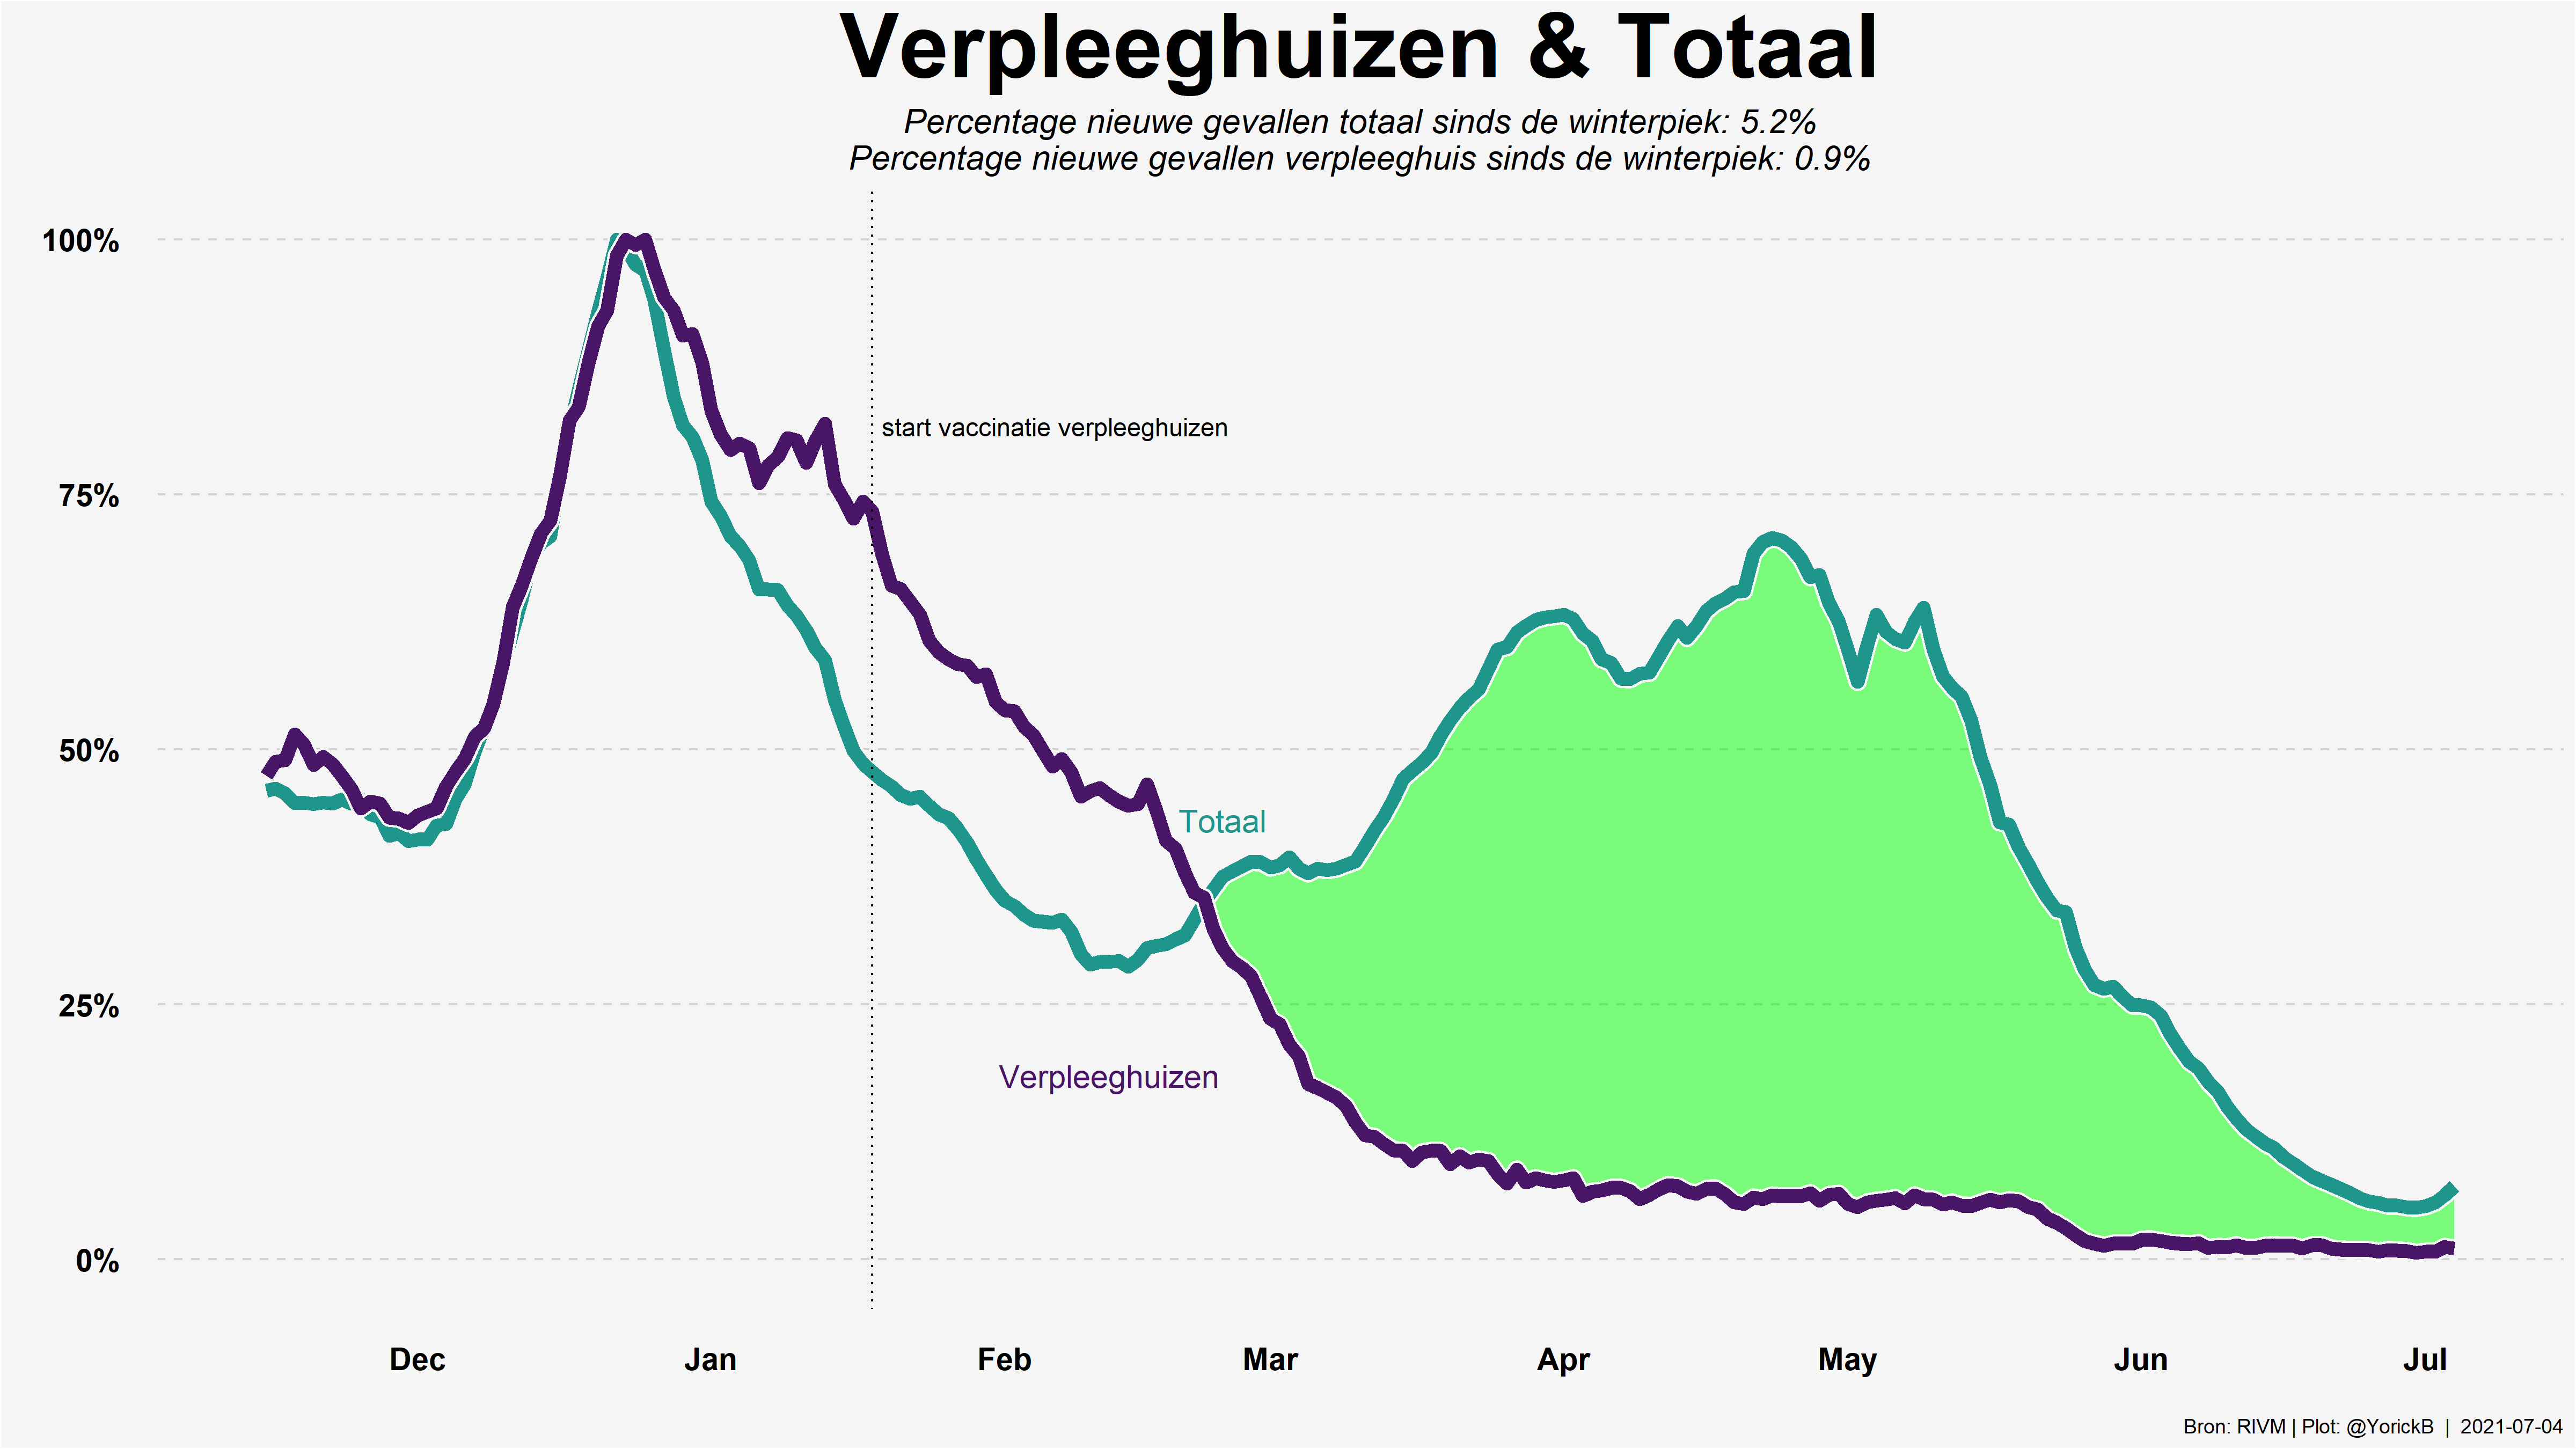 Verpleeghuizen & Totaal
Percentage nieuwe gevallen totaal sinds de winterpiek: 5.2%
Percentage nieuwe gevallen verpleeghuis sinds de winterpiek: 0.9%
100%
start vaccinatie verpleeghuizen
75%
50%
Totaal
25%
Verpleeghuizen
0%
Dec Jan Feb Mar Apr May Jun Jul
Bron: RIVM | Plot: @YorickB | 2021-07-04